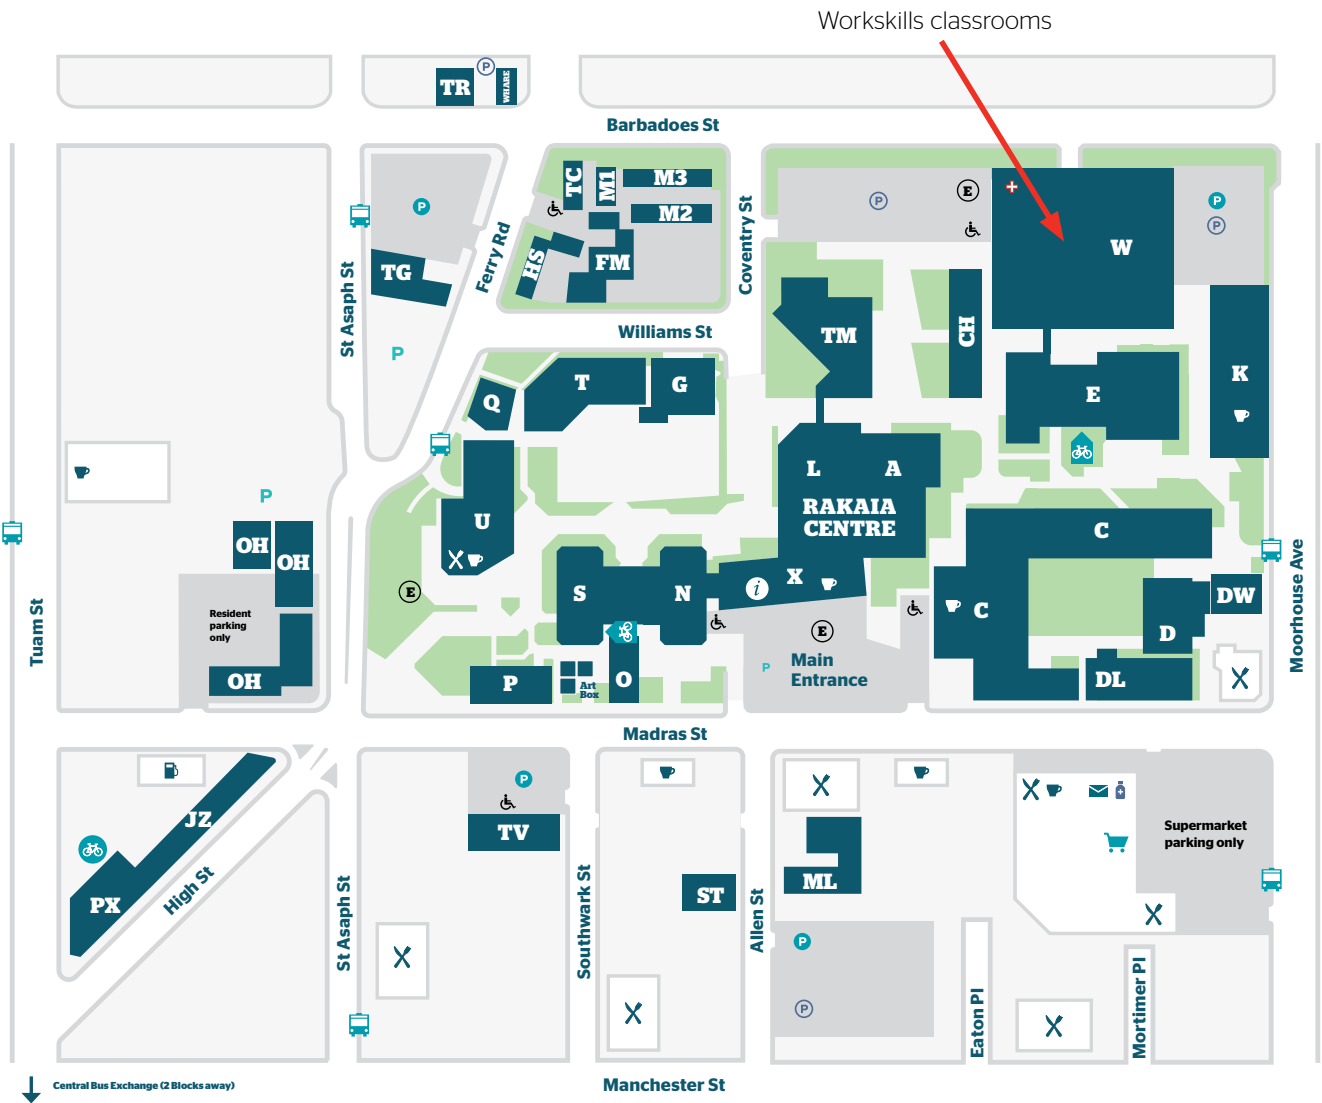 Workskills classrooms
P
TR
WHARE
Barbadoes St
TC
M1
M3
M2
HS
FM
P
TG
P
St Asaph St
Ferry Rd
Coventry St
Williams St
P
E
W
P
P
TM
CH
K
E
T
G
Q
U
L
A
RAKAIA
CENTRE
C
P
OH
OH
OH
Resident
parking
only
E
S
N
i
X
C
DW
D
DL
E
P
Main
Entrance
P
Art
Box
O
Tuam St
Moorhouse Ave
Madras St
JZ
PX
High St
P
TV
St Asaph St
Southwark St
ST
Allen St
ML
P
P
Supermarket
parking only
Eaton Pl
Mortimer Pl
Central Bus Exchange (2 Blocks away)
Manchester St